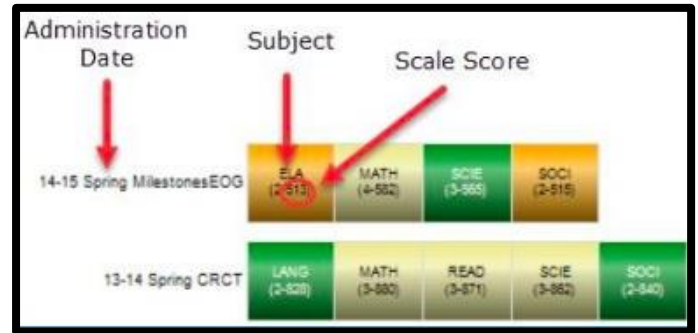 Administration
Date
Subject
Scale Score
14-15 Spring MilestonesEOG
ELA
(2-513)
MATH
(4-582)
SCIE
(3-565)
SOCI
(2-515)
13-14 Spring CRCT
LANG
(2-828)
MATH
(3-880)
READ
(3-871)
SCIE
(3-862)
SOCI
(2-840)